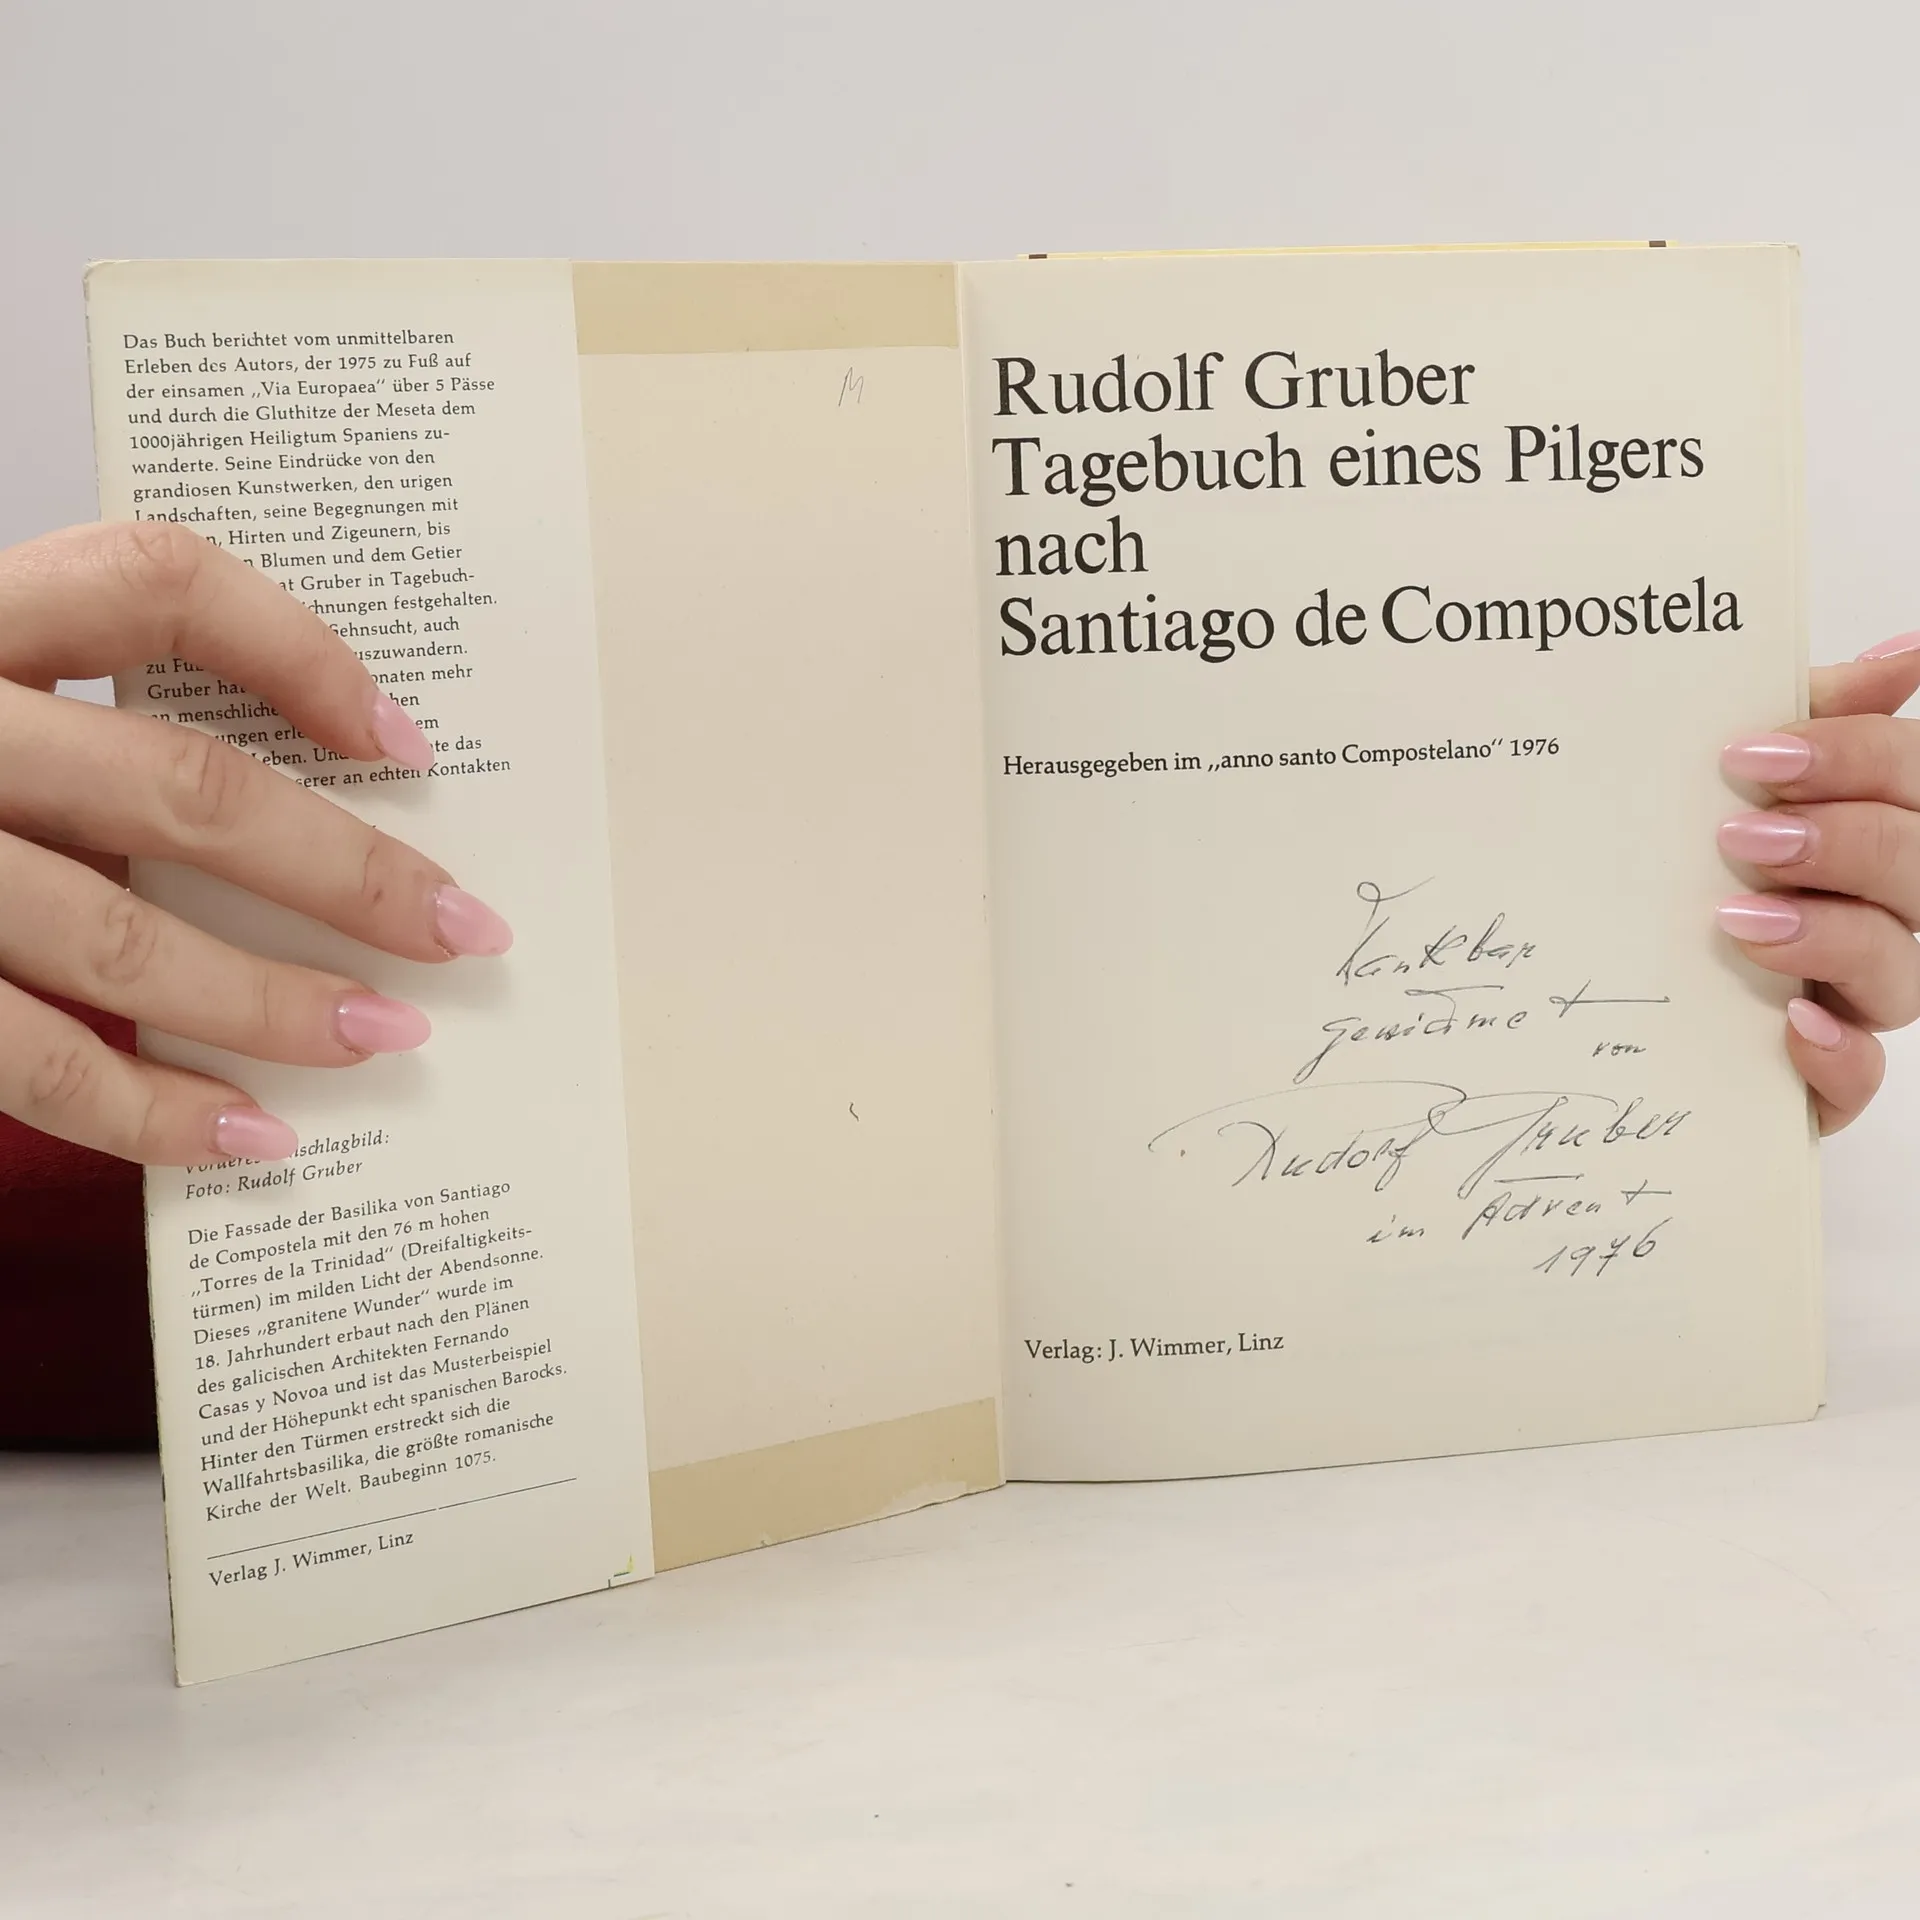 Das Buch berichtet vom unmittelbaren
Erleben des Autors, der 1975 zu Fuß auf
der einsamen „Via Europaea“ über 5 Pässe
und durch die Gluthitze der Meseta dem
1000jährigen Heiligtum Spaniens zu-
wanderte. Seine Eindrücke von den
grandiosen Kunstwerken, den urigen
Landschaften, seine Begegnungen mit
Hirten und Zigeunern, bis
Blumen und dem Getier
Gruber in Tagebuch-
festgehalten.
Sehnsucht, auch
zu
mehr
Gruber
erle
Leben. das
an echten Kontakten
Foto: Rudolf Gruber
Die Fassade der Basilika von Santiago
de Compostela mit den 76 m hohen
„Torres de la Trinidad“ (Dreifaltigkeits-
türmen) im milden Licht der Abendsonne.
Dieses „granitene Wunder“ wurde im
18. Jahrhundert erbaut nach den Plänen
des galicischen Architekten Fernando
Casas y Novoa und ist das Musterbeispiel
und der Höhepunkt echt spanischen Barocks.
Hinter den Türmen erstreckt sich die
Wallfahrtsbasilika, die größte romanische
Kirche der Welt. Baubeginn 1075.
Verlag J. Wimmer, Linz
M
Rudolf Gruber
Tagebuch eines Pilgers
nach
Santiago de Compostela
Herausgegeben im „anno santo Compostelano“ 1976
Dankbar
gewidmet
von
Rudolf Gruber
im Advent
1976
Verlag: J. Wimmer, Linz